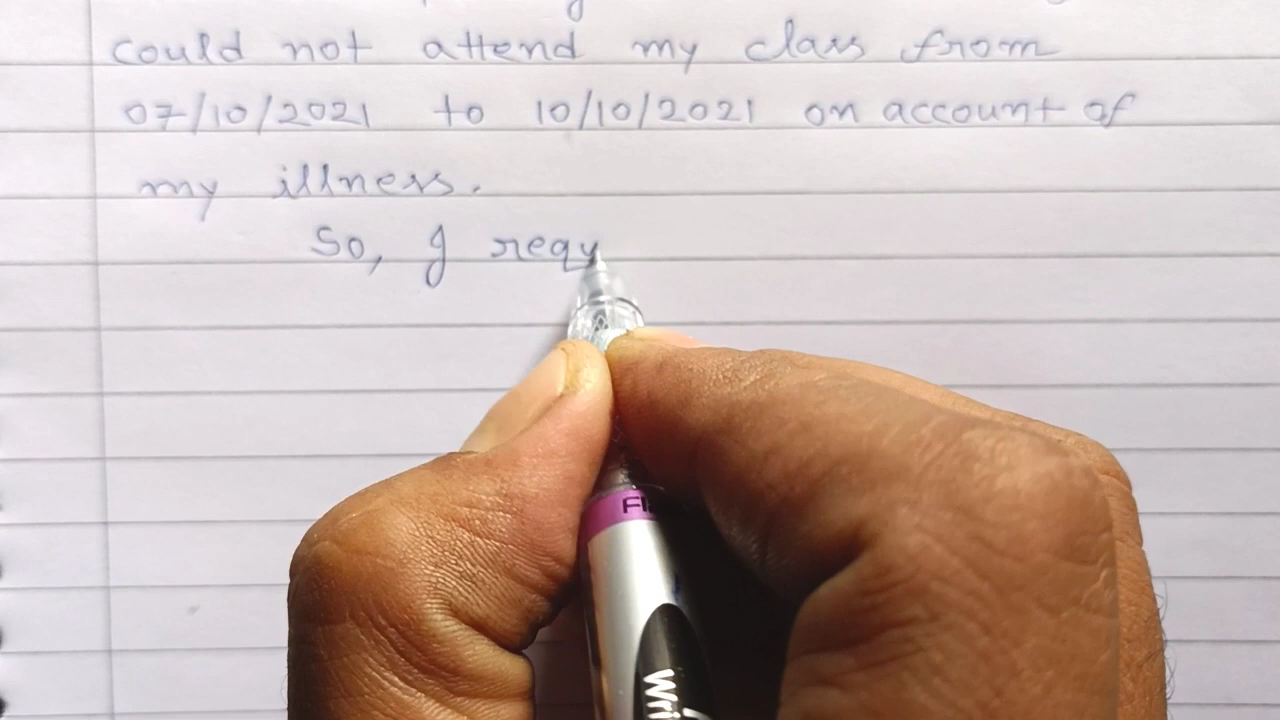 could not attend my class from
07/10/2021 to 10/10/2021 on account of
my illness.
So, I requ